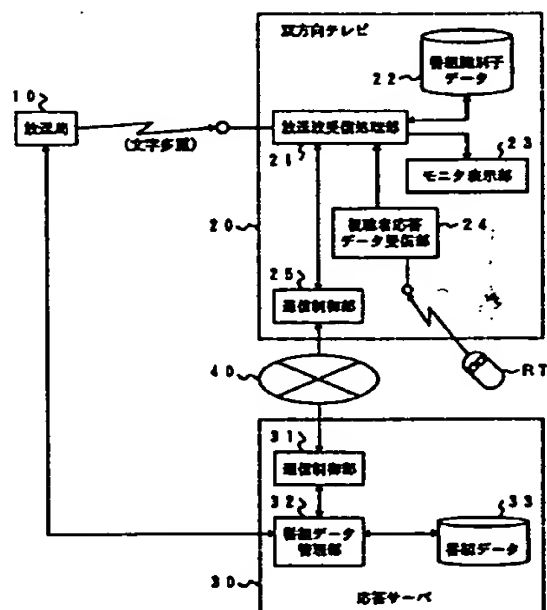 双方向テレビ
番組識別子
データ
22
10
放送局
(文字多重)
放送波受信処理部
21
23
モニタ表示部
20
視聴者応答
データ受信部
24
25
通信制御部
40
RT
31
通信制御部
32
33
番組データ
管理部
番組データ
30
応答サーバ